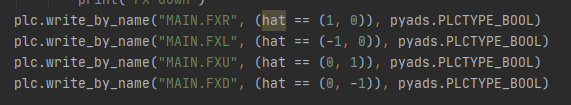 plc.write_by_name("MAIN.FXR", (hat == (1, 0)), pyads.PLCTYPE_BOOL)
plc.write_by_name("MAIN.FXL", (hat == (-1, 0)), pyads.PLCTYPE_BOOL)
plc.write_by_name("MAIN.FXU", (hat == (0, 1)), pyads.PLCTYPE_BOOL)
plc.write_by_name("MAIN.FXD", (hat == (0, -1)), pyads.PLCTYPE_BOOL)